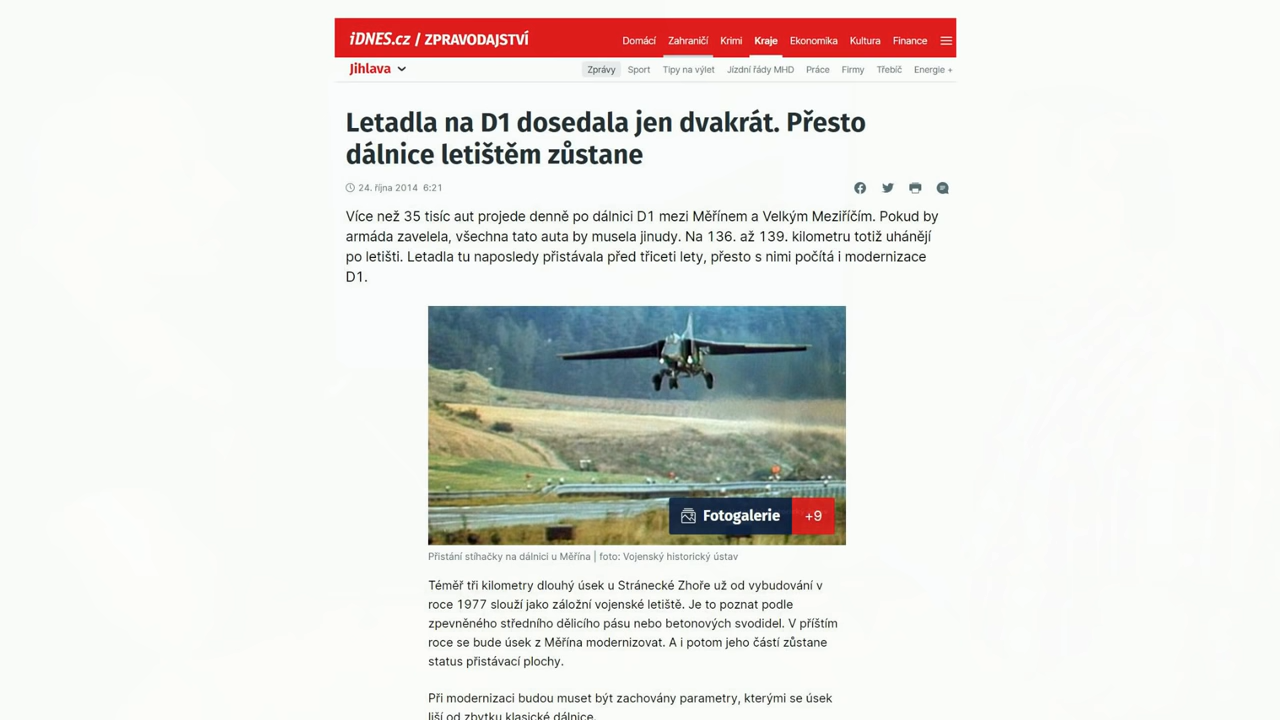 iDNES.cz / ZPRAVODAJSTVÍ
Domácí Zahraničí Krimi Kraje Ekonomika Kultura Finance
Jihlava
Zprávy Sport Tipy na výlet Jízdní řády MHD Práce Firmy Třebíč Energie +
Letadla na D1 dosedala jen dvakrát. Přesto
dálnice letištěm zůstane
24. října 2014 6:21
Více než 35 tisíc aut projede denně po dálnici D1 mezi Měřínem a Velkým Meziříčím. Pokud by
armáda zavelela, všechna tato auta by musela jinudy. Na 136. až 139. kilometru totiž uhánějí
po letišti. Letadla tu naposledy přistávala před třiceti lety, přesto s nimi počítá i modernizace
D1.
Fotogalerie +9
Přistání stíhačky na dálnici u Měřína | foto: Vojenský historický ústav
Téměř tři kilometry dlouhý úsek u Stránecké Zhoře už od vybudování v
roce 1977 slouží jako záložní vojenské letiště. Je to poznat podle
zpevněného středního dělicího pásu nebo betonových svodidel. V příštím
roce se bude úsek z Měřína modernizovat. A i potom jeho částí zůstane
status přistávací plochy.
Při modernizaci budou muset být zachovány parametry, kterými se úsek
liší od zbytku klasické dálnice.